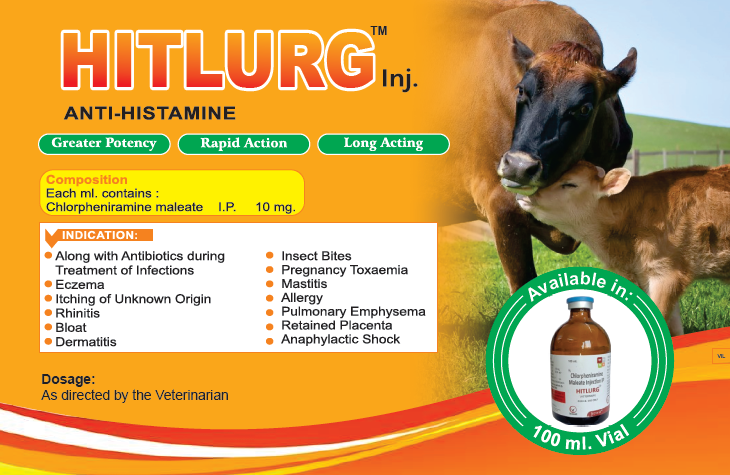 HITLURG™ Inj.
ANTI-HISTAMINE
Greater Potency
Rapid Action
Long Acting
Composition
Each ml. contains :
Chlorpheniramine maleate I.P. 10 mg.
INDICATION:
Along with Antibiotics during
Treatment of Infections
Eczema
Itching of Unknown Origin
Rhinitis
Bloat
Dermatitis
Insect Bites
Pregnancy Toxaemia
Mastitis
Allergy
Pulmonary Emphysema
Retained Placenta
Anaphylactic Shock
Dosage:
As directed by the Veterinarian
Available in:
Chlorpheniramine
Maleate Injection
HITLURG
100 ml. Vial
VIL